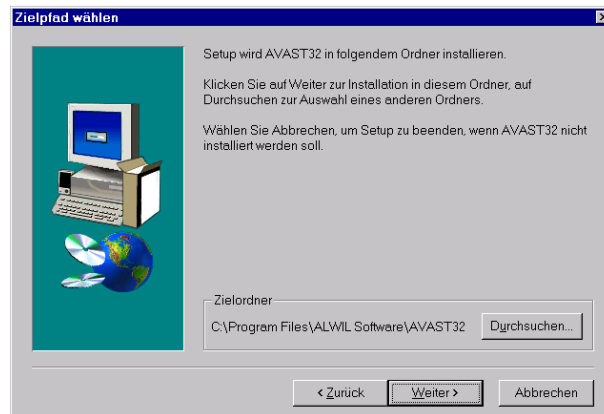 Zielpfad wählen
Setup wird AVAST32 in folgendem Ordner installieren.
Klicken Sie auf Weiter zur Installation in diesem Ordner, auf
Durchsuchen zur Auswahl eines anderen Ordners.
Wählen Sie Abbrechen, um Setup zu beenden, wenn AVAST32 nicht
installiert werden soll.
Zielordner
C:\Program Files\ALWIL Software\AVAST32 Durchsuchen...
< Zurück Weiter > Abbrechen